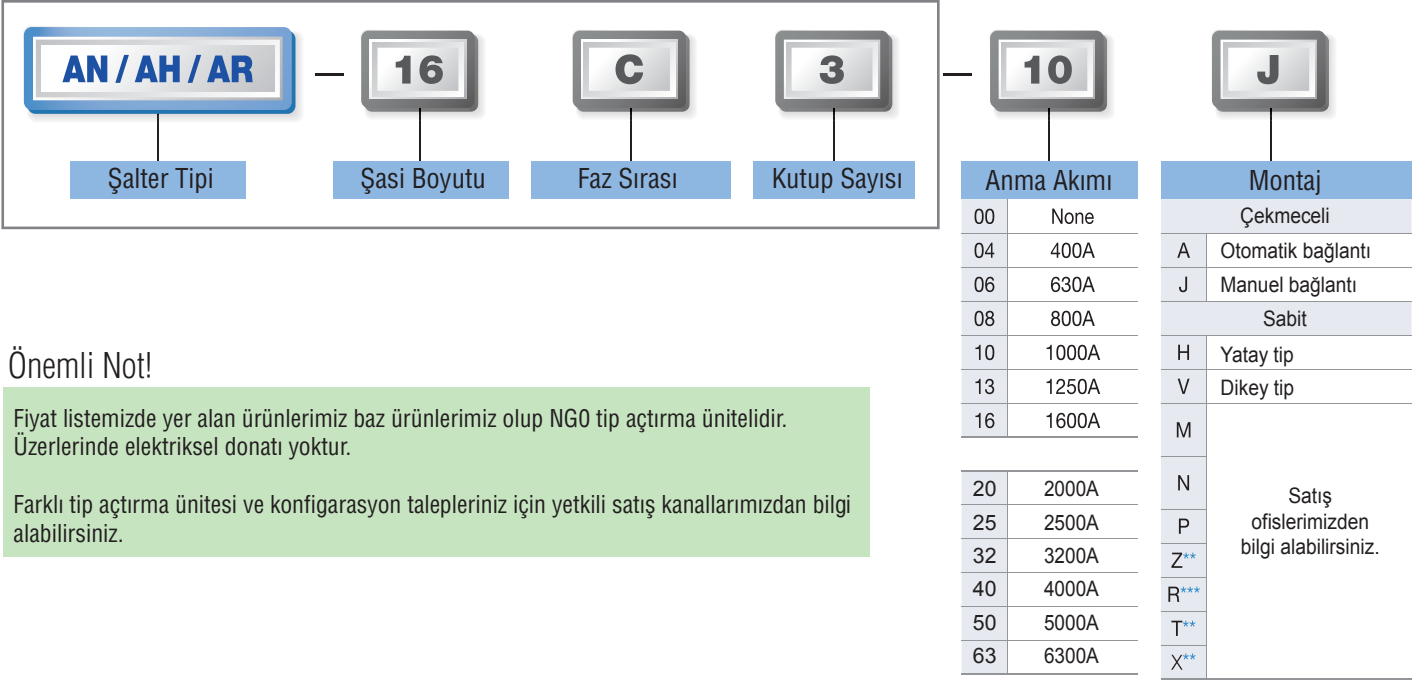 AN / AH / AR – 16 C 3 – 10 J
Şalter Tipi
Şasi Boyutu
Faz Sırası
Kutup Sayısı
Anma Akımı
00 None
04 400A
06 630A
08 800A
10 1000A
13 1250A
16 1600A
20 2000A
25 2500A
32 3200A
40 4000A
50 5000A
63 6300A
Montaj
Çekmeceli
A Otomatik bağlantı
J Manuel bağlantı
Sabit
H Yatay tip
V Dikey tip
M
N
P
Z**
R***
T**
X**
Satış
ofislerimizden
bilgi alabilirsiniz.
Önemli Not!
Fiyat listemizde yer alan ürünlerimiz baz ürünlerimiz olup NG0 tip açtırma ünitelidir.
Üzerlerinde elektriksel donatı yoktur.
Farklı tip açtırma ünitesi ve konfigarasyon talepleriniz için yetkili satış kanallarımızdan bilgi
alabilirsiniz.